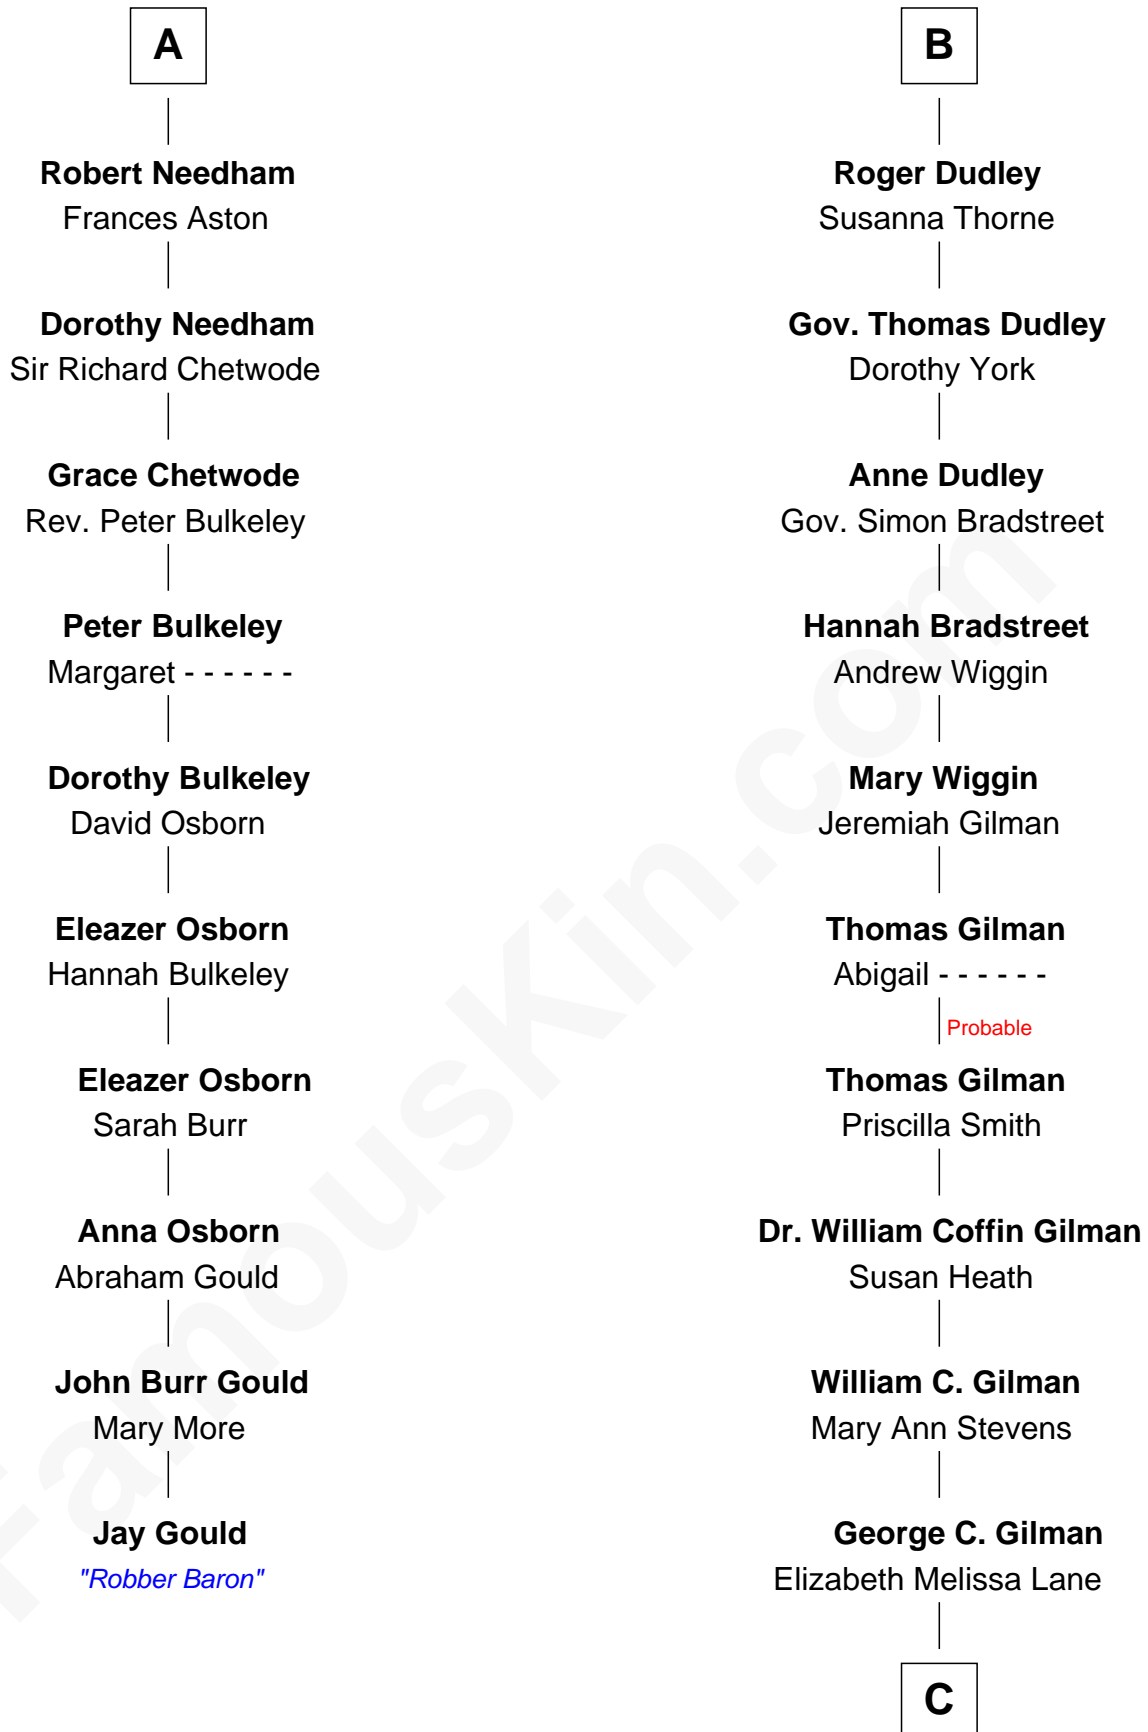 A
Robert Needham
Frances Aston
Dorothy Needham
Sir Richard Chetwode
Grace Chetwode
Rev. Peter Bulkeley
Peter Bulkeley
Margaret - - - - - -
Dorothy Bulkeley
David Osborn
Eleazer Osborn
Hannah Bulkeley
Eleazer Osborn
Sarah Burr
Anna Osborn
Abraham Gould
John Burr Gould
Mary More
Jay Gould
"Robber Baron"
B
Roger Dudley
Susanna Thorne
Gov. Thomas Dudley
Dorothy York
Anne Dudley
Gov. Simon Bradstreet
Hannah Bradstreet
Andrew Wiggin
Mary Wiggin
Jeremiah Gilman
Thomas Gilman
Abigail - - - - - -
Probable
Thomas Gilman
Priscilla Smith
Dr. William Coffin Gilman
Susan Heath
William C. Gilman
Mary Ann Stevens
George C. Gilman
Elizabeth Melissa Lane
C
FamousKin.com